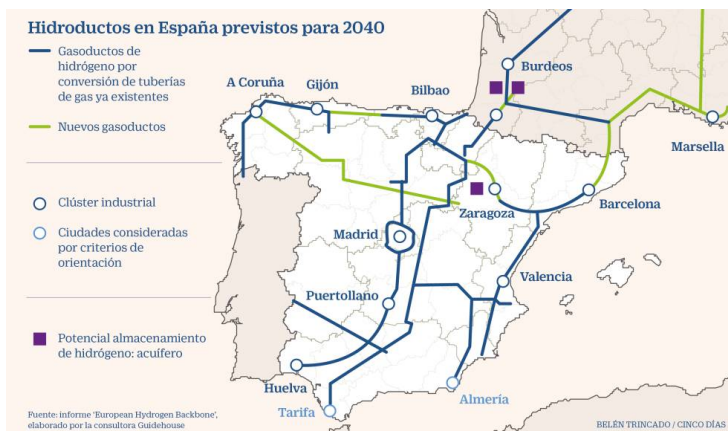 Hidroductos en España previstos para 2040
Gasoductos de
hidrógeno por
conversión de tuberías
de gas ya existentes
Nuevos gasoductos
Clúster industrial
Ciudades consideradas
por criterios de
orientación
Potencial almacenamiento
de hidrógeno: acuífero
A Coruña
Gijón
Bilbao
Burdeos
Marsella
Zaragoza
Barcelona
Madrid
Valencia
Puertollano
Huelva
Tarifa
Almería
Fuente: informe 'European Hydrogen Backbone',
elaborado por la consultora Guidehouse
BELÉN TRINCADO / CINCO DÍAS